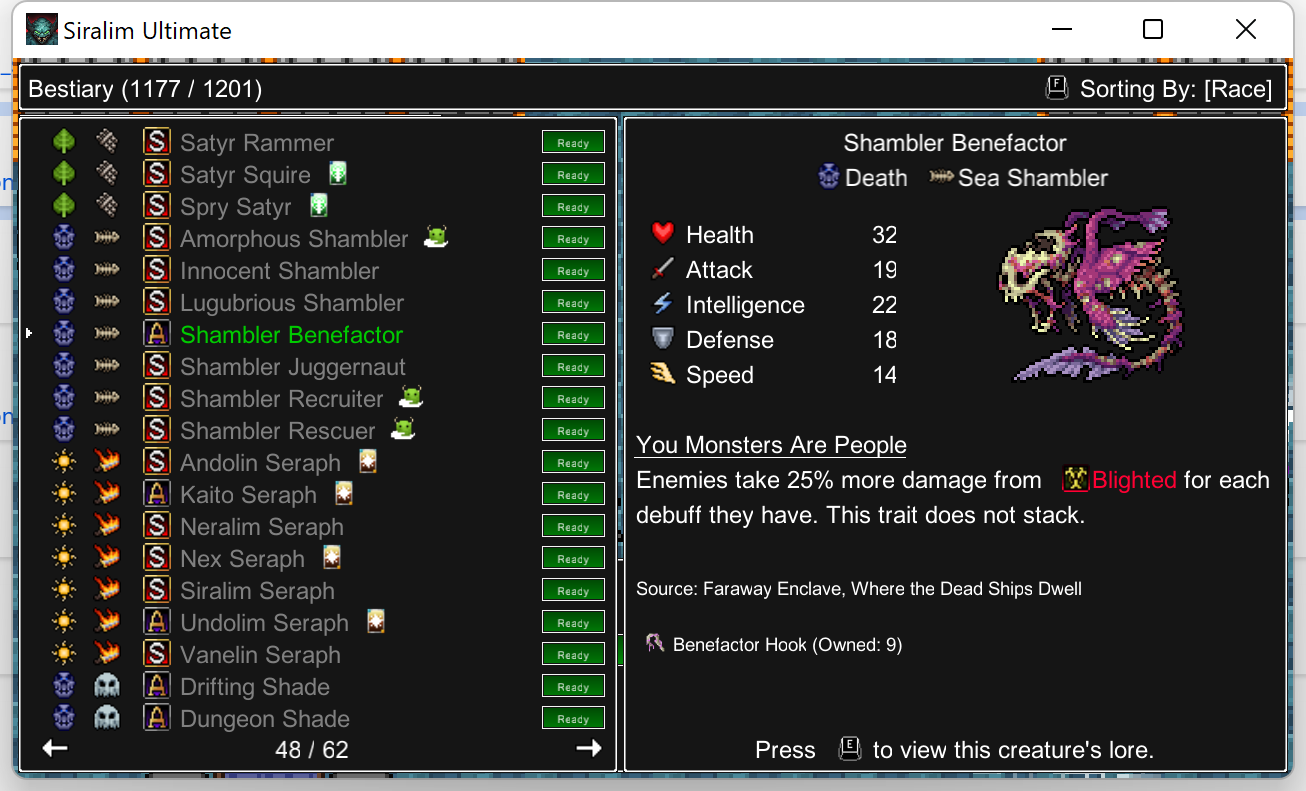 Siralim Ultimate
Bestiary (1177 / 1201)
F Sorting By: [Race]
S Satyr Rammer Ready
S Satyr Squire Ready
S Spry Satyr Ready
S Amorphous Shambler Ready
S Innocent Shambler Ready
S Lugubrious Shambler Ready
A Shambler Benefactor Ready
S Shambler Juggernaut Ready
S Shambler Recruiter Ready
S Shambler Rescuer Ready
S Andolin Seraph Ready
A Kaito Seraph Ready
S Neralim Seraph Ready
S Nex Seraph Ready
S Siralim Seraph Ready
A Undolim Seraph Ready
S Vanelin Seraph Ready
A Drifting Shade Ready
A Dungeon Shade Ready
48 / 62
Shambler Benefactor
Death Sea Shambler
Health 32
Attack 19
Intelligence 22
Defense 18
Speed 14
You Monsters Are People
Enemies take 25% more damage from Blighted for each
debuff they have. This trait does not stack.
Source: Faraway Enclave, Where the Dead Ships Dwell
Benefactor Hook (Owned: 9)
Press E to view this creature's lore.